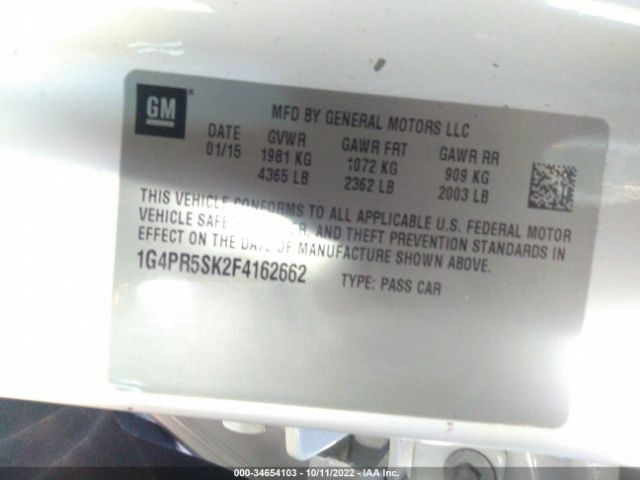 GM®
MFD BY GENERAL MOTORS LLC
DATE GVWR GAWR FRT GAWR RR
01/15 1981 KG 1072 KG 909 KG
4365 LB 2362 LB 2003 LB
THIS VEHICLE CONFORMS TO ALL APPLICABLE U.S. FEDERAL MOTOR
VEHICLE AND THEFT PREVENTION STANDARDS IN
EFFECT ON THE DATE OF MANUFACTURE SHOWN ABOVE.
1G4PR5SK2F4162662 TYPE: PASS CAR
000-34654103 - 10/11/2022 - IAA Inc.